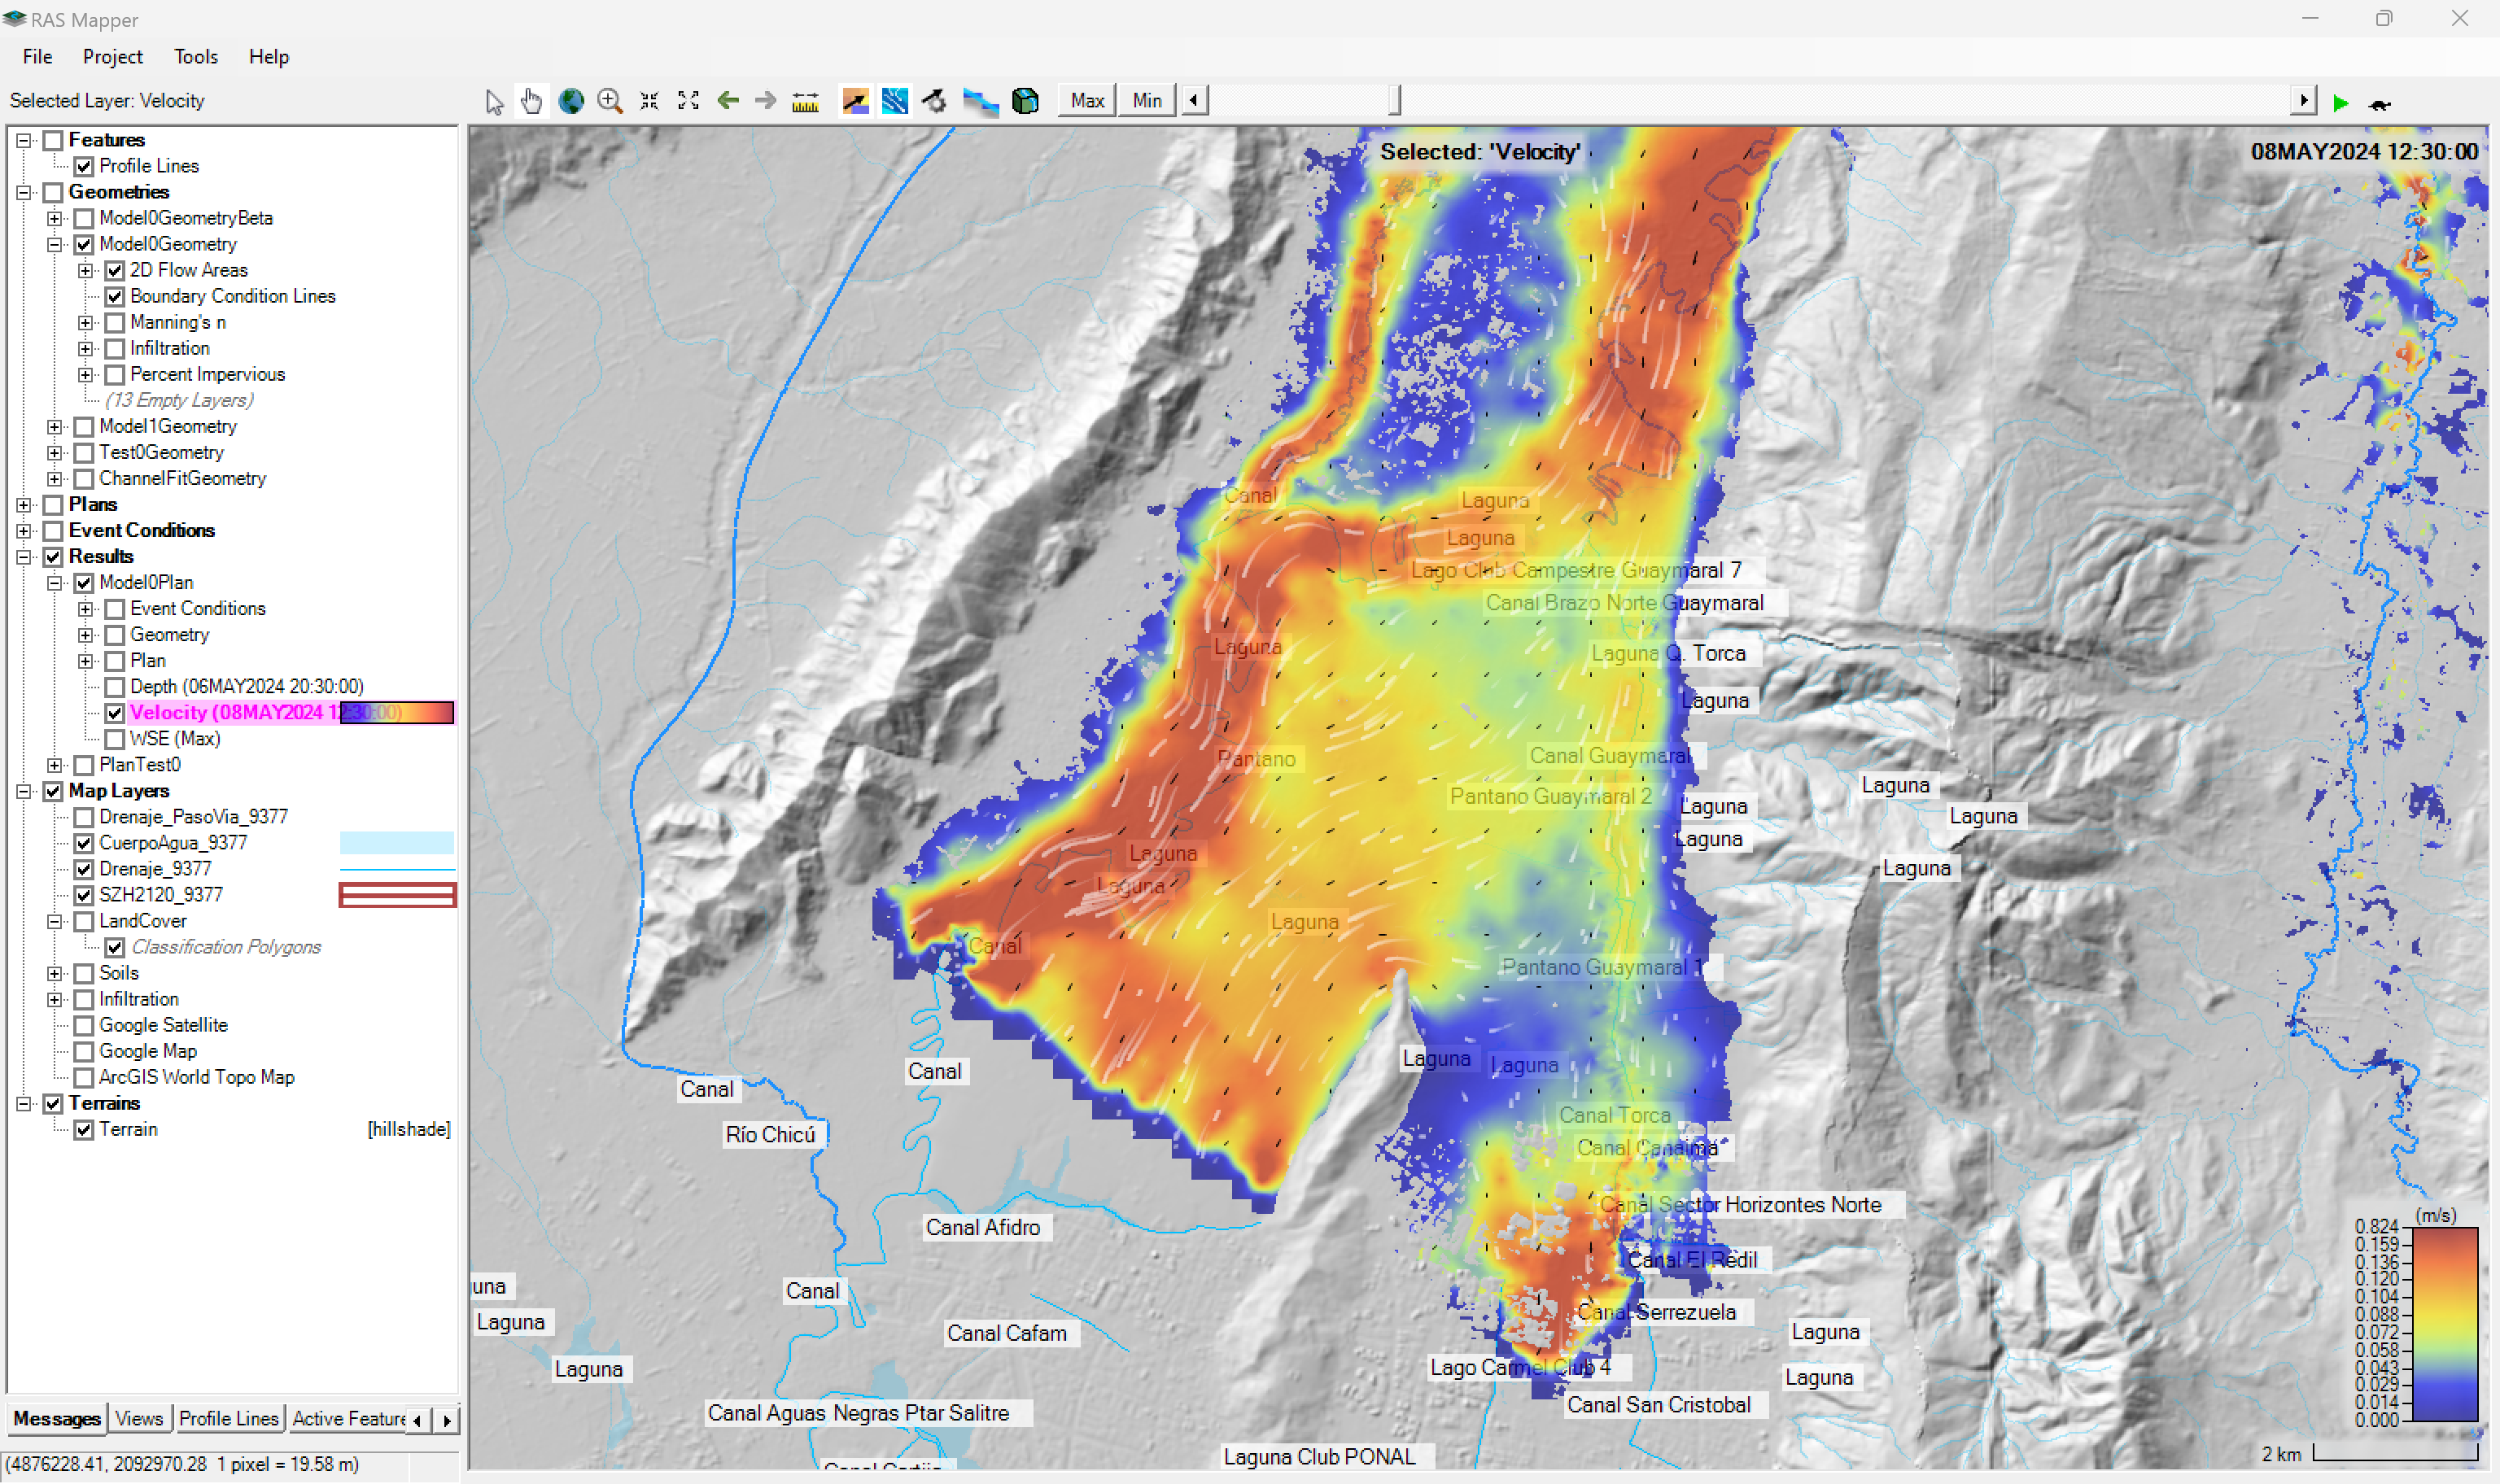 RAS Mapper
File Project Tools Help
Selected Layer: Velocity
Max Min
Features
Profile Lines
Geometries
Model0GeometryBeta
Model0Geometry
2D Flow Areas
Boundary Condition Lines
Manning's n
Infiltration
Percent Impervious
(13 Empty Layers)
Model1Geometry
Test0Geometry
ChannelFitGeometry
Plans
Event Conditions
Results
Model0Plan
Event Conditions
Geometry
Plan
Depth (06MAY2024 20:30:00)
Velocity (08MAY2024 12:30:00)
WSE (Max)
PlanTest0
Map Layers
Drenaje_PasoVia_9377
CuerpoAgua_9377
Drenaje_9377
SZH2120_9377
LandCover
Classification Polygons
Soils
Infiltration
Google Satellite
Google Map
ArcGIS World Topo Map
Terrains
Terrain [hillshade]
Messages Views Profile Lines Active Feature
(4876228.41, 2092970.28 1 pixel = 19.58 m)
Selected: 'Velocity'
08MAY2024 12:30:00
Canal
Laguna
Laguna
Lago Club Campestre Guaymaral 7
Canal Brazo Norte Guaymaral
Laguna
Laguna Q. Torca
Laguna
Canal Guaymaral
Pantano
Laguna
Pantano Guaymaral 2
Laguna
Laguna
Laguna
Laguna
Laguna
Laguna
Laguna
Canal
Pantano Guaymaral 1
Laguna
Laguna
Canal
Canal
Canal Torca
Río Chicú
Canal Canaima
Canal Sector Horizontes Norte
Canal Afidro
Canal El Redil
una
Canal
Canal Serrezuela
Laguna
Canal Cafam
Laguna
Laguna
Lago Carmel Club 4
Laguna
Canal San Cristobal
Canal Aguas Negras Ptar Salitre
Laguna Club PONAL
(m/s)
0.824
0.159
0.136
0.120
0.104
0.088
0.072
0.058
0.043
0.029
0.014
0.000
2 km